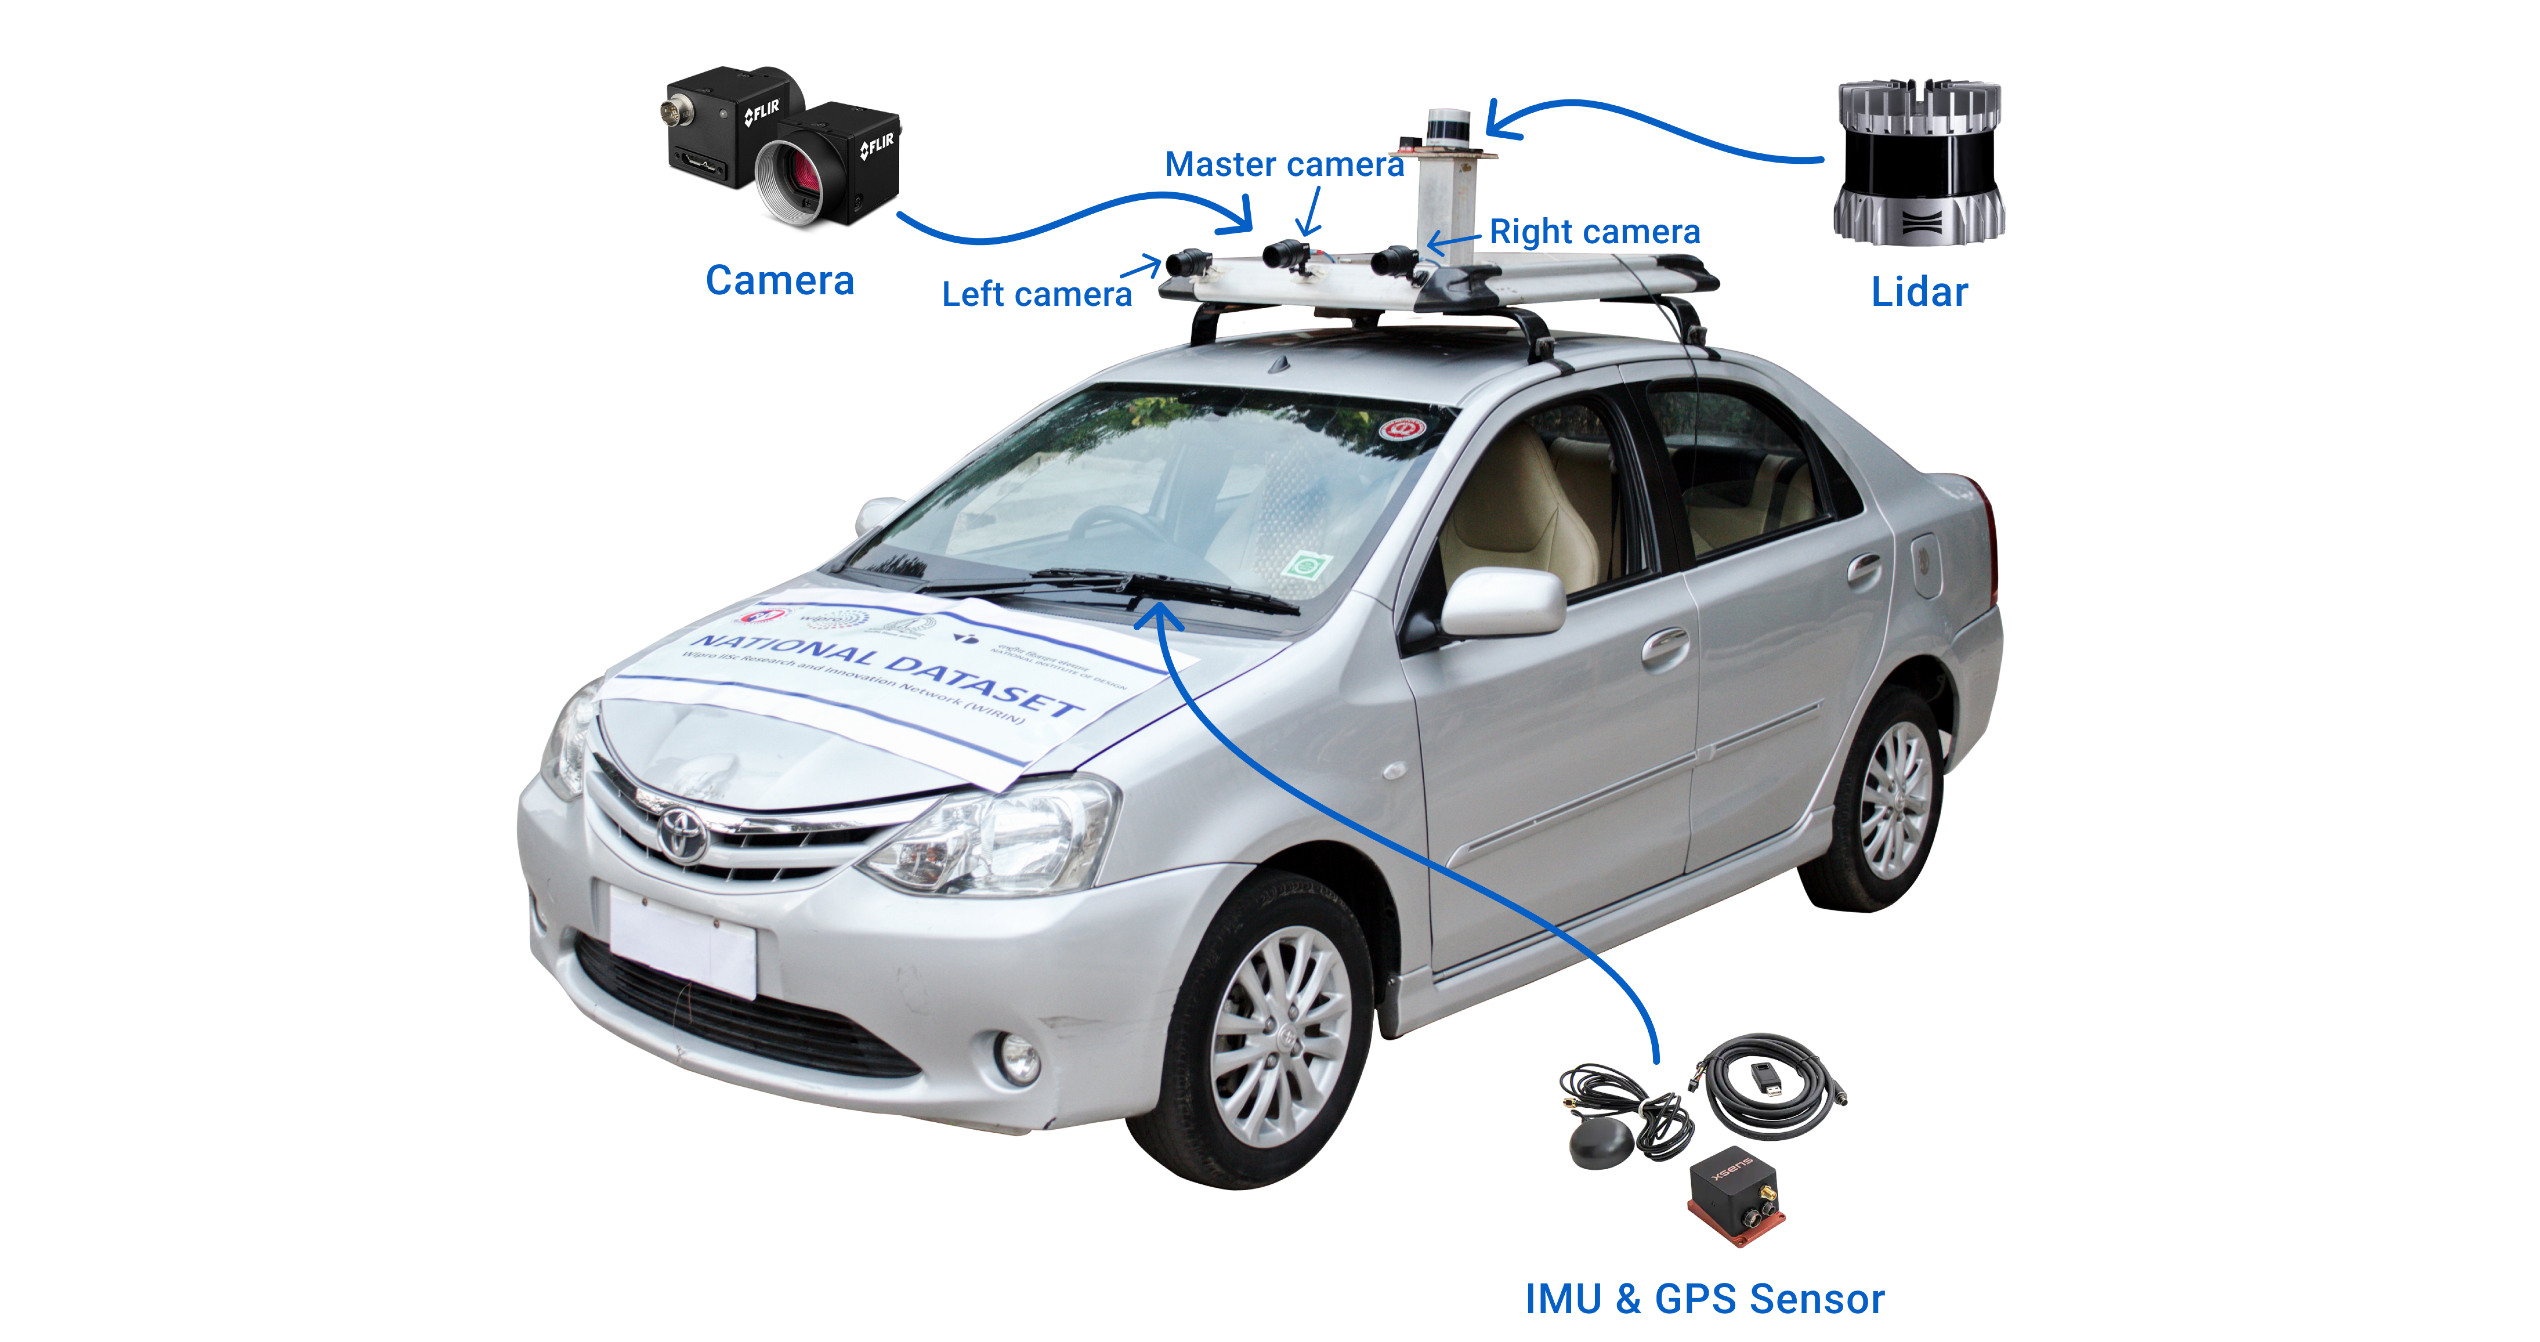 FLIR
FLIR
Master camera
Right camera
Left camera
Camera
Lidar
wipro
NATIONAL INSTITUTE OF DESIGN
NATIONAL DATASET
Wipro IISc Research and Innovation Network (WIRIN)
xsens
IMU & GPS Sensor